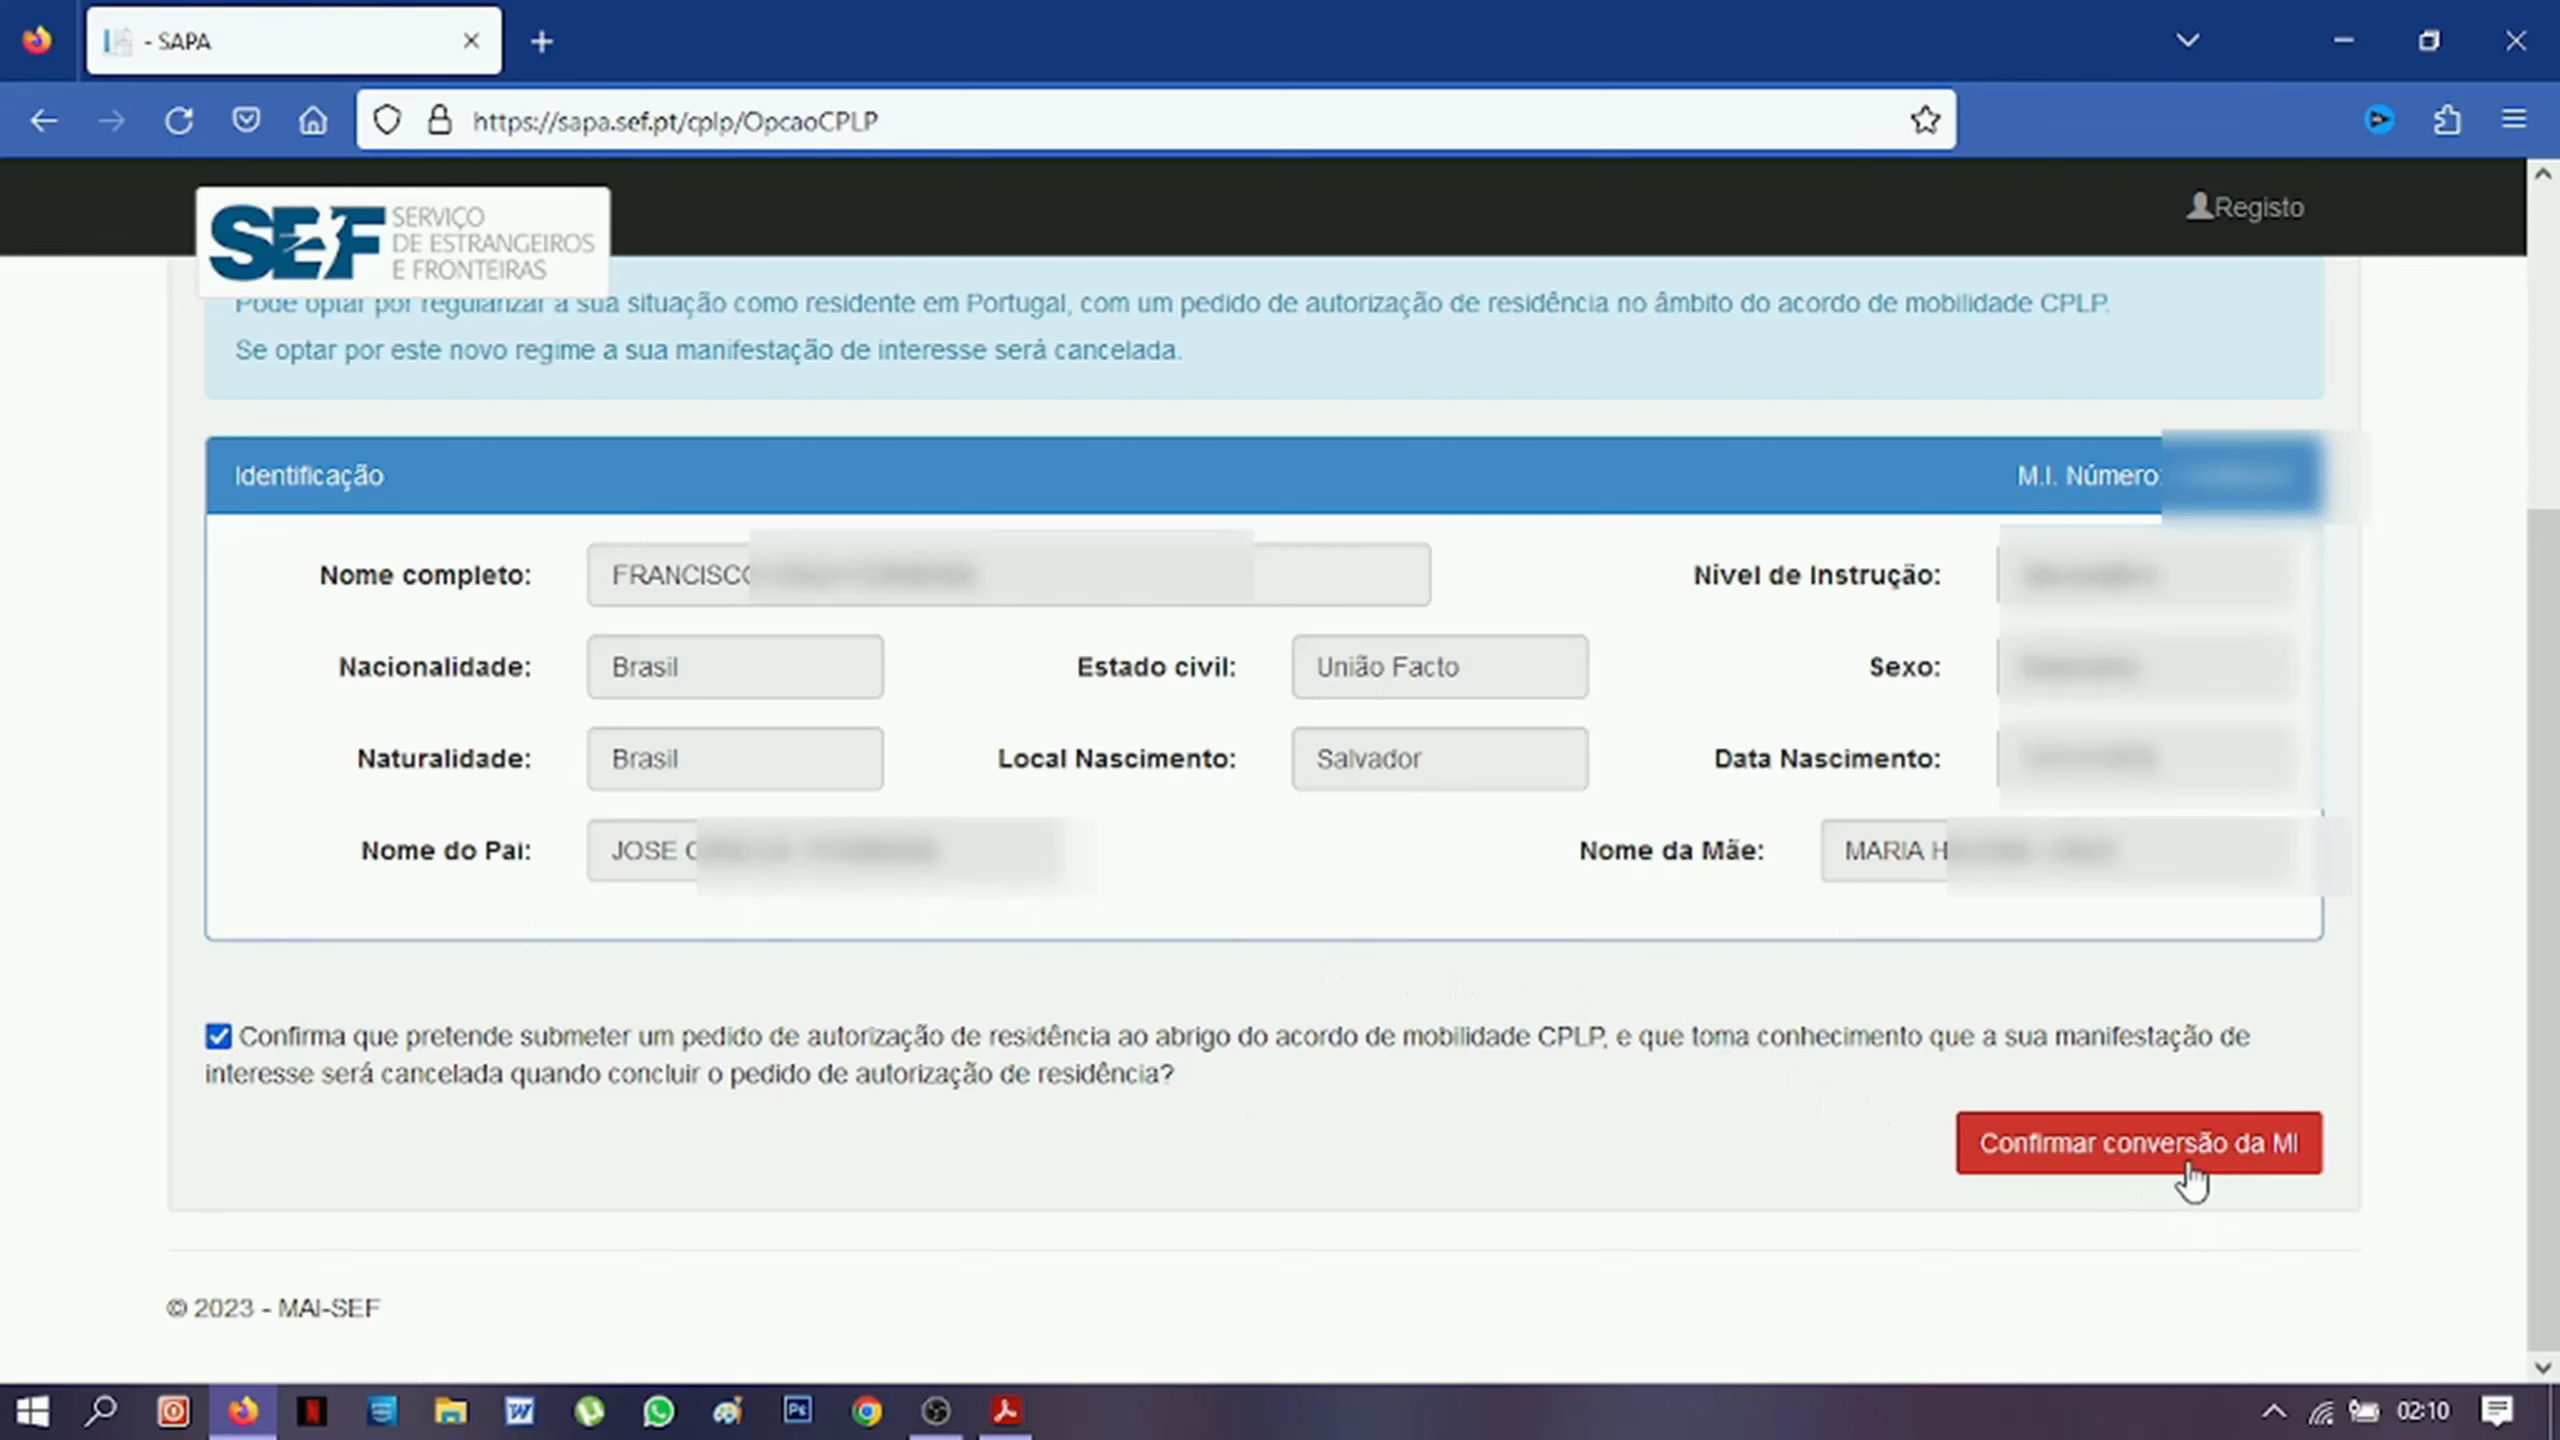 - SAPA
https://sapa.sef.pt/cplp/OpcaoCPLP
SEF SERVIÇO
DE ESTRANGEIROS
E FRONTEIRAS
Registo
Pode optar por regularizar a sua situação como residente em Portugal, com um pedido de autorização de residência no âmbito do acordo de mobilidade CPLP.
Se optar por este novo regime a sua manifestação de interesse será cancelada.
Identificação M.I. Número:
Nome completo: FRANCISCO Nivel de Instrução:
Nacionalidade: Brasil Estado civil: União Facto Sexo:
Naturalidade: Brasil Local Nascimento: Salvador Data Nascimento:
Nome do Pai: JOSE Nome da Mãe: MARIA
Confirma que pretende submeter um pedido de autorização de residência ao abrigo do acordo de mobilidade CPLP, e que toma conhecimento que a sua manifestação de
interesse será cancelada quando concluir o pedido de autorização de residência?
Confirmar conversão da MI
© 2023 - MAI-SEF
02:10